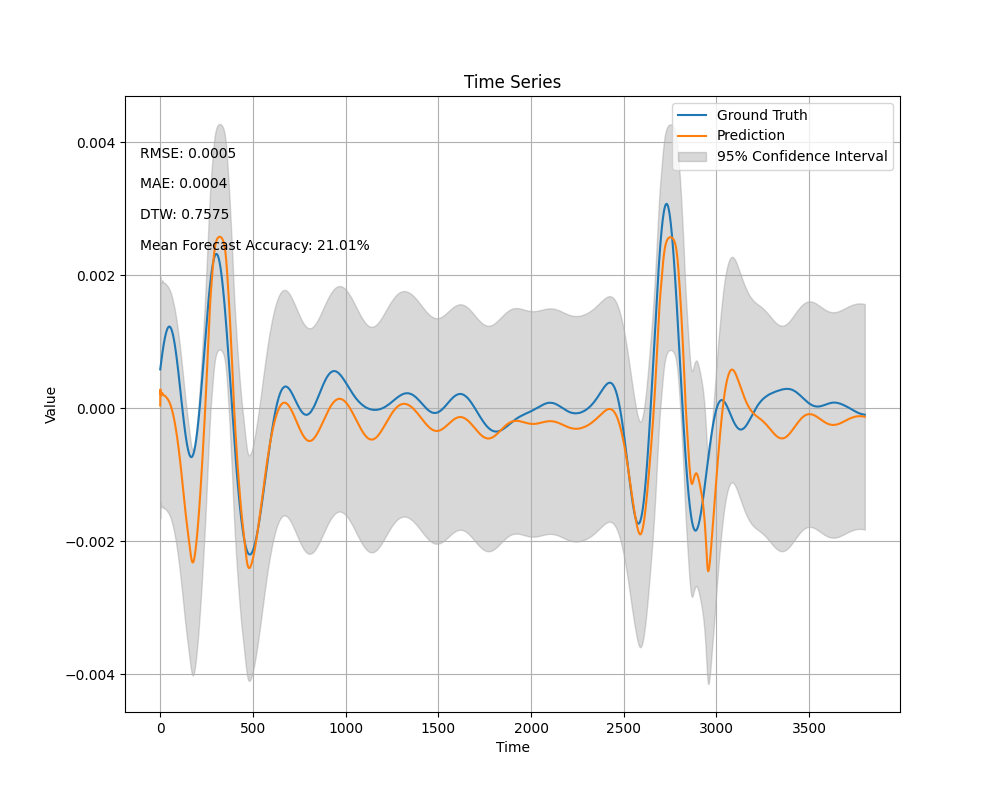 Time Series
Ground Truth
Prediction
95% Confidence Interval
RMSE: 0.0005
MAE: 0.0004
DTW: 0.7575
Mean Forecast Accuracy: 21.01%
Value
0.004
0.002
0.000
−0.002
−0.004
0 500 1000 1500 2000 2500 3000 3500
Time